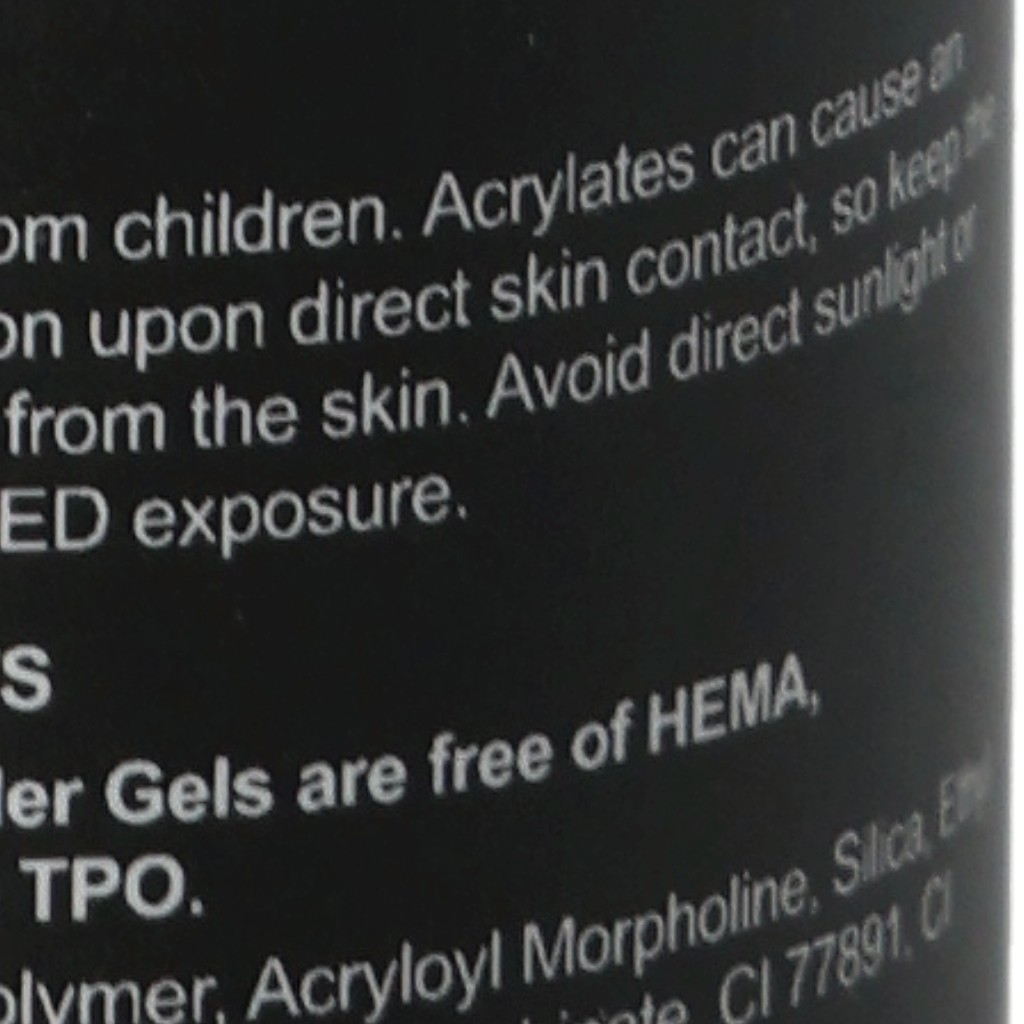 om children. Acrylates can cause an
on upon direct skin contact, so keep the
from the skin. Avoid direct sunlight or
ED exposure.
S
er Gels are free of HEMA,
TPO.
olymer, Acryloyl Morpholine, Silica,
CI 77891, CI